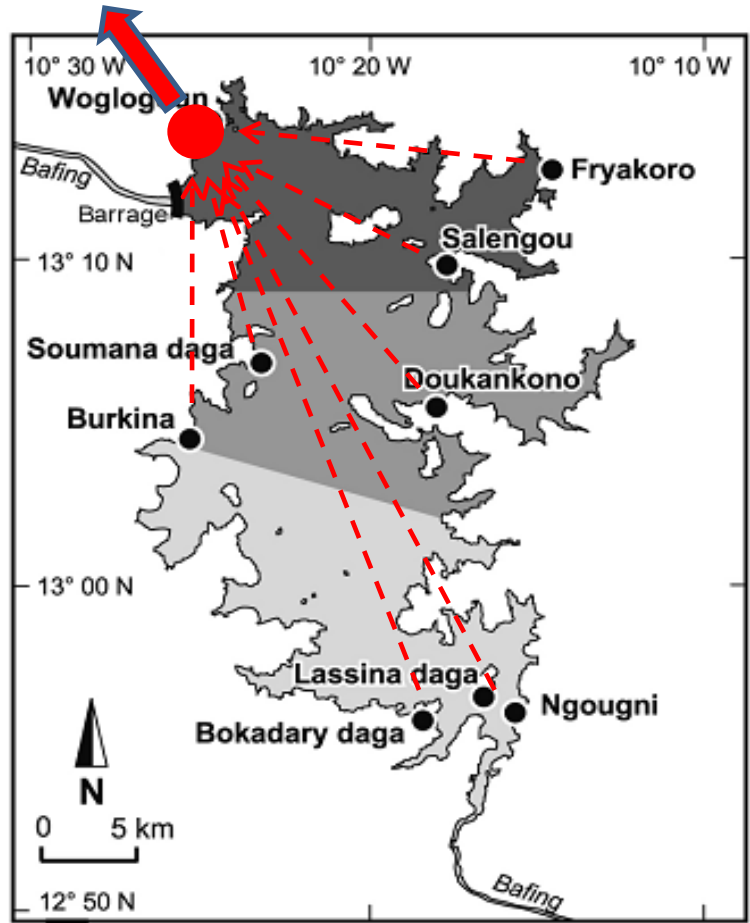 10° 30 W
10° 20 W
10° 10 W
Bafing
Barrage
Fryakoro
Salengou
13° 10 N
Soumana daga
Doukankono
Burkina
13° 00 N
Lassina daga
Ngougni
Bokadary daga
N
0 5 km
12° 50 N
Bafing